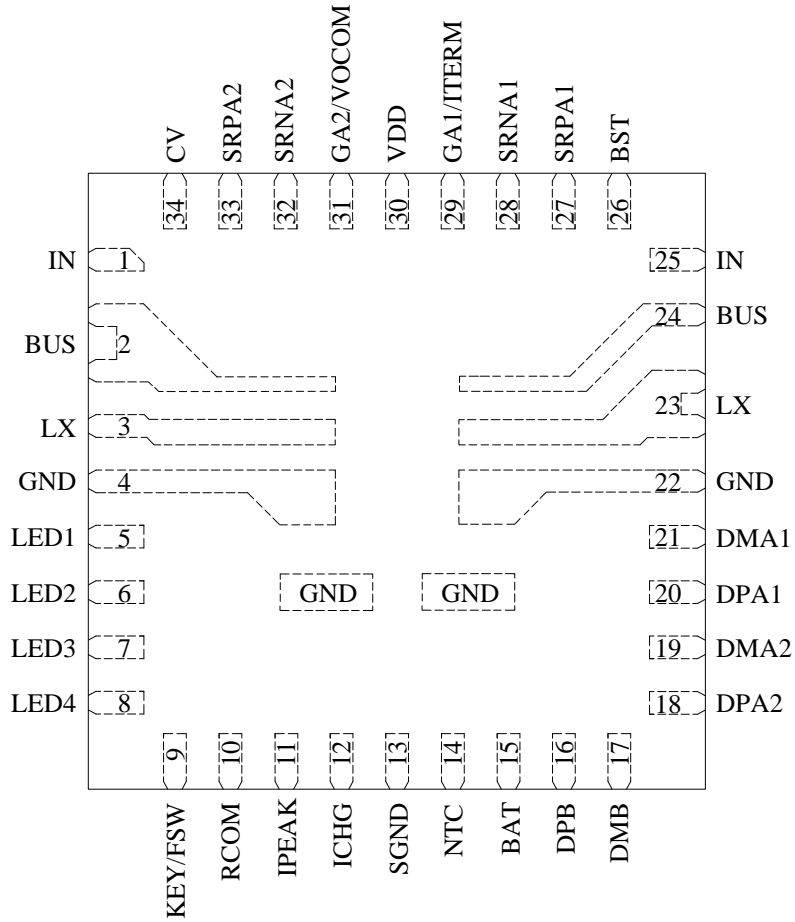 CV
SRPA2
SRNA2
GA2/VOCOM
VDD
GA1/ITERM
SRNA1
SRPA1
BST
34
33
32
31
30
29
28
27
26
IN 1
25 IN
BUS 2
24 BUS
LX 3
23 LX
GND 4
22 GND
LED1 5
21 DMA1
LED2 6
GND
GND
20 DPA1
LED3 7
19 DMA2
LED4 8
18 DPA2
9
10
11
12
13
14
15
16
17
KEY/FSW
RCOM
IPEAK
ICHG
SGND
NTC
BAT
DPB
DMB